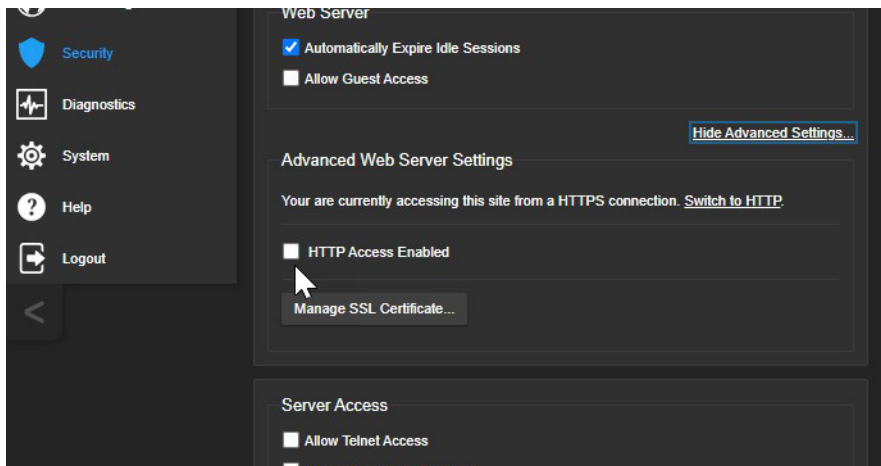 Web Server
Security
Automatically Expire Idle Sessions
Allow Guest Access
Diagnostics
Hide Advanced Settings...
System
Advanced Web Server Settings
Help
Your are currently accessing this site from a HTTPS connection. Switch to HTTP.
Logout
HTTP Access Enabled
<
Manage SSL Certificate...
Server Access
Allow Telnet Access